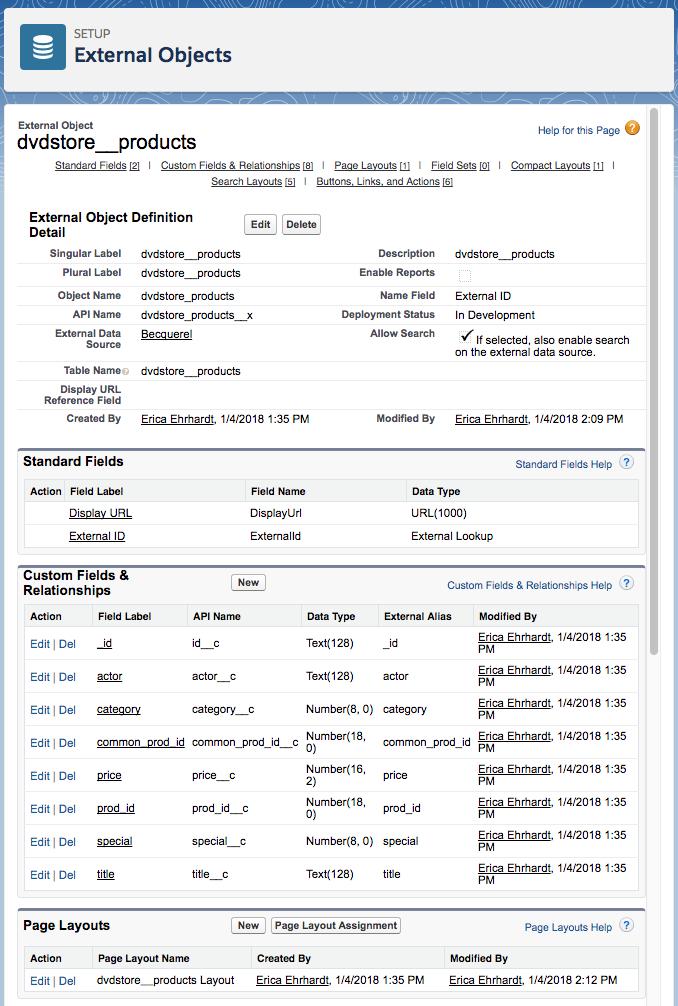 SETUP
External Objects
External Object
dvdstore__products
Help for this Page ?
Standard Fields [2] | Custom Fields & Relationships [8] | Page Layouts [1] | Field Sets [0] | Compact Layouts [1] |
Search Layouts [5] | Buttons, Links, and Actions [6]
External Object Definition
Detail
Edit Delete
Singular Label dvdstore__products Description dvdstore__products
Plural Label dvdstore__products Enable Reports
Object Name dvdstore_products Name Field External ID
API Name dvdstore_products__x Deployment Status In Development
External Data
Source
Becquerel
Allow Search
If selected, also enable search
on the external data source.
Table Name dvdstore__products
Display URL
Reference Field
Created By Erica Ehrhardt, 1/4/2018 1:35 PM Modified By Erica Ehrhardt, 1/4/2018 2:09 PM
Standard Fields Standard Fields Help ?
Action Field Label Field Name Data Type
Display URL DisplayUrl URL(1000)
External ID ExternalId External Lookup
Custom Fields &
Relationships
New
Custom Fields & Relationships Help ?
Action Field Label API Name Data Type External Alias Modified By
Edit | Del _id id__c Text(128) _id Erica Ehrhardt, 1/4/2018 1:35
PM
Edit | Del actor actor__c Text(128) actor Erica Ehrhardt, 1/4/2018 1:35
PM
Edit | Del category category__c Number(8, 0) category Erica Ehrhardt, 1/4/2018 1:35
PM
Edit | Del common_prod_id common_prod_id__c Number(18,
0) common_prod_id Erica Ehrhardt, 1/4/2018 1:35
PM
Edit | Del price price__c Number(16,
2) price Erica Ehrhardt, 1/4/2018 1:35
PM
Edit | Del prod_id prod_id__c Number(18,
0) prod_id Erica Ehrhardt, 1/4/2018 1:35
PM
Edit | Del special special__c Number(8, 0) special Erica Ehrhardt, 1/4/2018 1:35
PM
Edit | Del title title__c Text(128) title Erica Ehrhardt, 1/4/2018 1:35
PM
Page Layouts New Page Layout Assignment Page Layouts Help ?
Action Page Layout Name Created By Modified By
Edit | Del dvdstore__products Layout Erica Ehrhardt, 1/4/2018 1:35 PM Erica Ehrhardt, 1/4/2018 2:12 PM